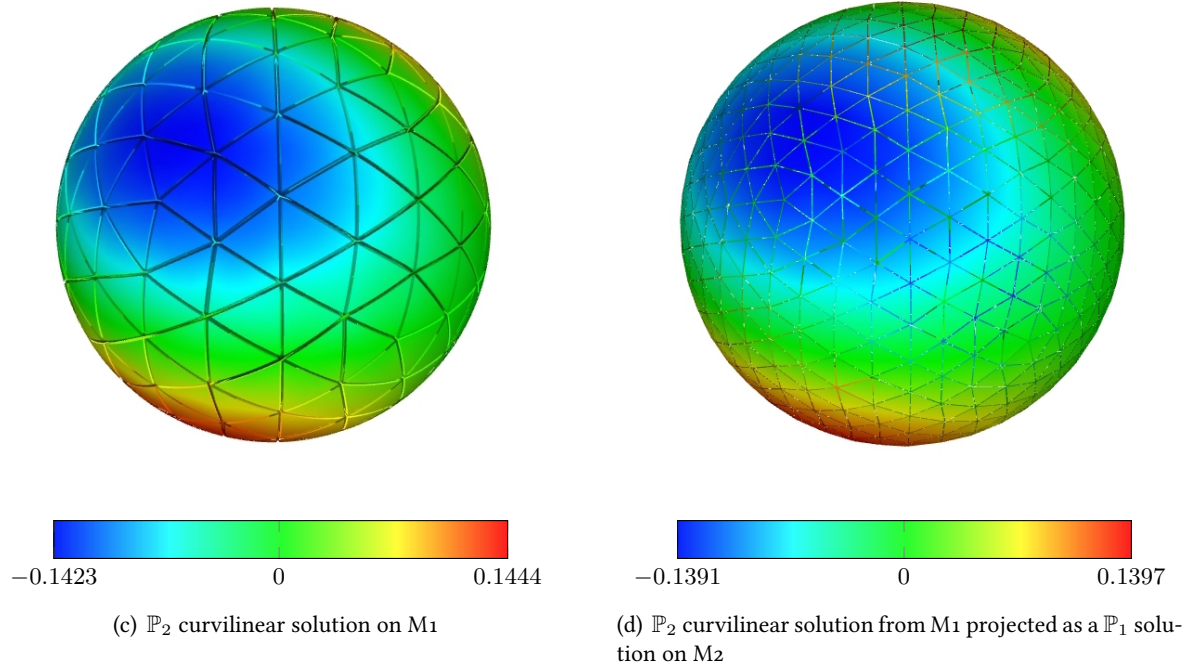 −0.1423 0 0.1444
−0.1391 0 0.1397
(c) ℙ₂ curvilinear solution on M1
(d) ℙ₂ curvilinear solution from M1 projected as a ℙ₁ solu-
tion on M2